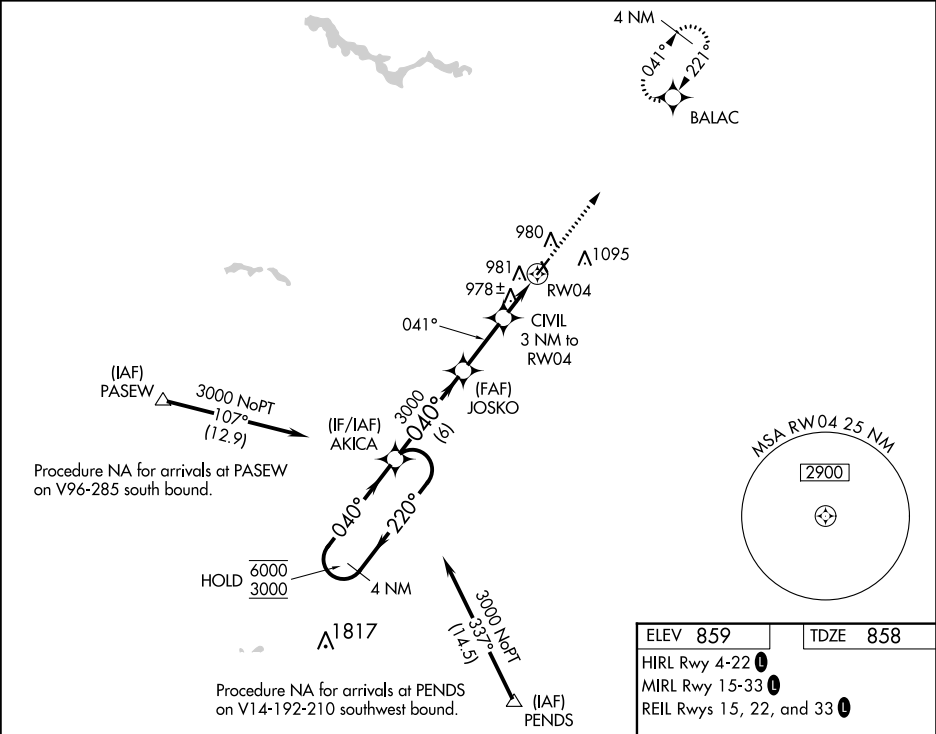 4 NM
041°
221°
BALAC
980
1095
981
978±
RW04
041°
CIVIL
3 NM to
RW04
(IAF)
PASEW
3000 NoPT
107°
(12.9)
(FAF)
JOSKO
3000
040°
(6)
(IF/IAF)
AKICA
Procedure NA for arrivals at PASEW
on V96-285 south bound.
MSA RW04 25 NM
2900
040°
220°
HOLD
6000
3000
4 NM
1817
3000 NoPT
337°
(14.5)
Procedure NA for arrivals at PENDS
on V14-192-210 southwest bound.
(IAF)
PENDS
ELEV 859
TDZE 858
HIRL Rwy 4-22 L
MIRL Rwy 15-33 L
REIL Rwys 15, 22, and 33 L